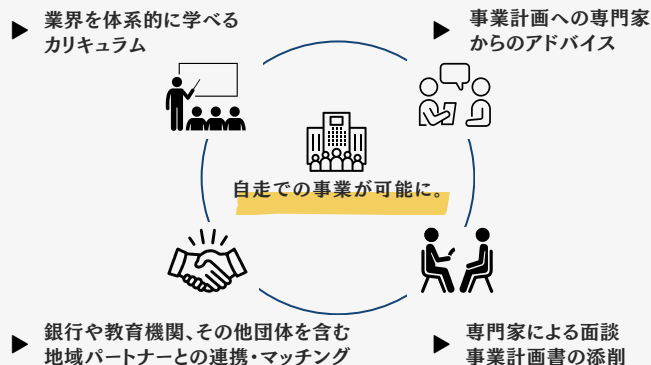 業界を体系的に学べる
カリキュラム
事業計画への専門家
からのアドバイス
自走での事業が可能に。
銀行や教育機関、その他団体を含む
地域パートナーとの連携・マッチング
専門家による面談
事業計画書の添削